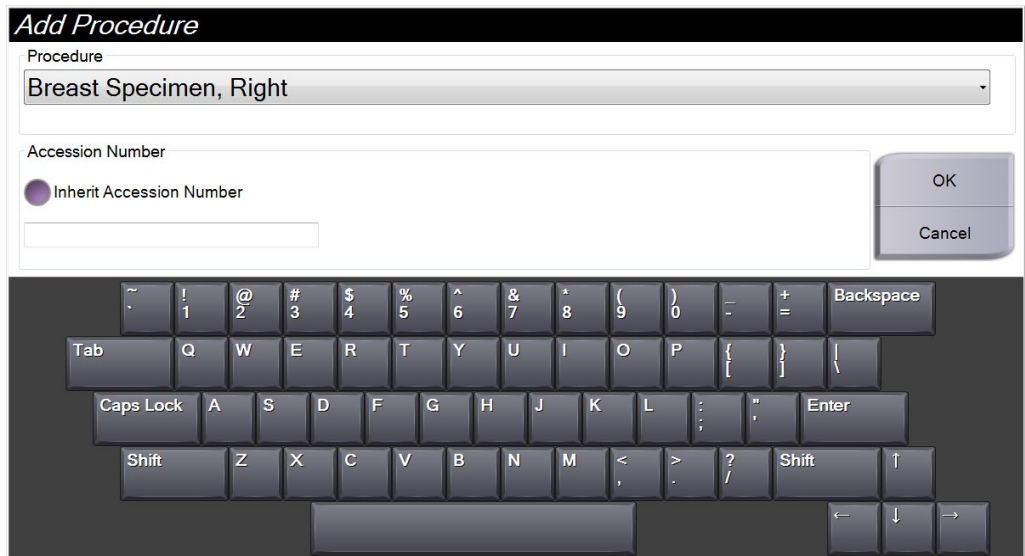 Add Procedure
Procedure
Breast Specimen, Right
Accession Number
Inherit Accession Number
OK
Cancel
~ ! @ # $ % ^ & * ( ) _ + Backspace
` 1 2 3 4 5 6 7 8 9 0 - =
Tab Q W E R T Y U I O P { } |
[ ] \
Caps Lock A S D F G H J K L : " Enter
; '
Shift Z X C V B N M < > ? Shift ↑
, . /
← ↓ →